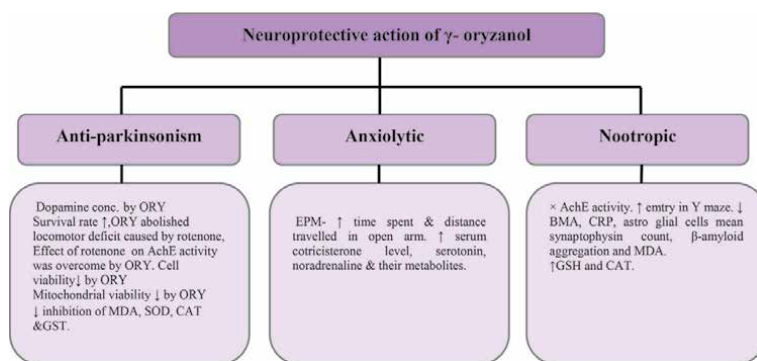 Neuroprotective action of γ- oryzanol
Anti-parkinsonism
Anxiolytic
Nootropic
Dopamine conc. by ORY
Survival rate ↑,ORY abolished
locomotor deficit caused by rotenone,
Effect of rotenone on AchE activity
was overcome by ORY. Cell
viability↓ by ORY
Mitochondrial viability ↓ by ORY
↓ inhibition of MDA, SOD, CAT
&GST.
EPM- ↑ time spent & distance
travelled in open arm. ↑ serum
cotricisterone level, serotonin,
noradrenaline & their metabolites.
× AchE activity. ↑ emtry in Y maze. ↓
BMA, CRP, astro glial cells mean
synaptophysin count, β-amyloid
aggregation and MDA.
↑GSH and CAT.